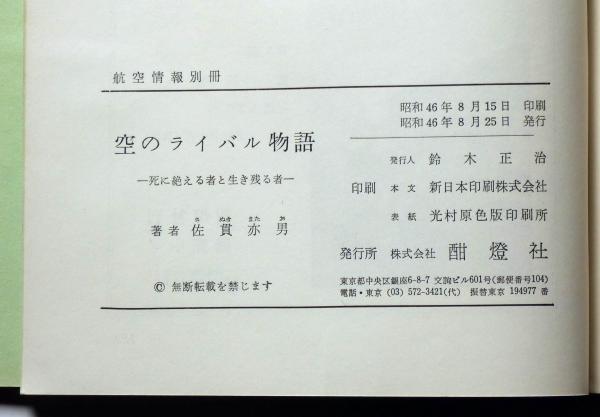 航空情報別冊
空のライバル物語
―死に絶える者と生き残る者―
さ ぬき また お
著者 佐貫亦男
© 無断転載を禁じます
昭和46年8月15日 印刷
昭和46年8月25日 発行
発行人 鈴木正治
印刷 本文 新日本印刷株式会社
表紙 光村原色版印刷所
発行所 株式会社 酣燈社
東京都中央区銀座6-8-7 交詢ビル601号(郵便番号104)
電話・東京 (03) 572-3421(代) 振替東京 194977 番